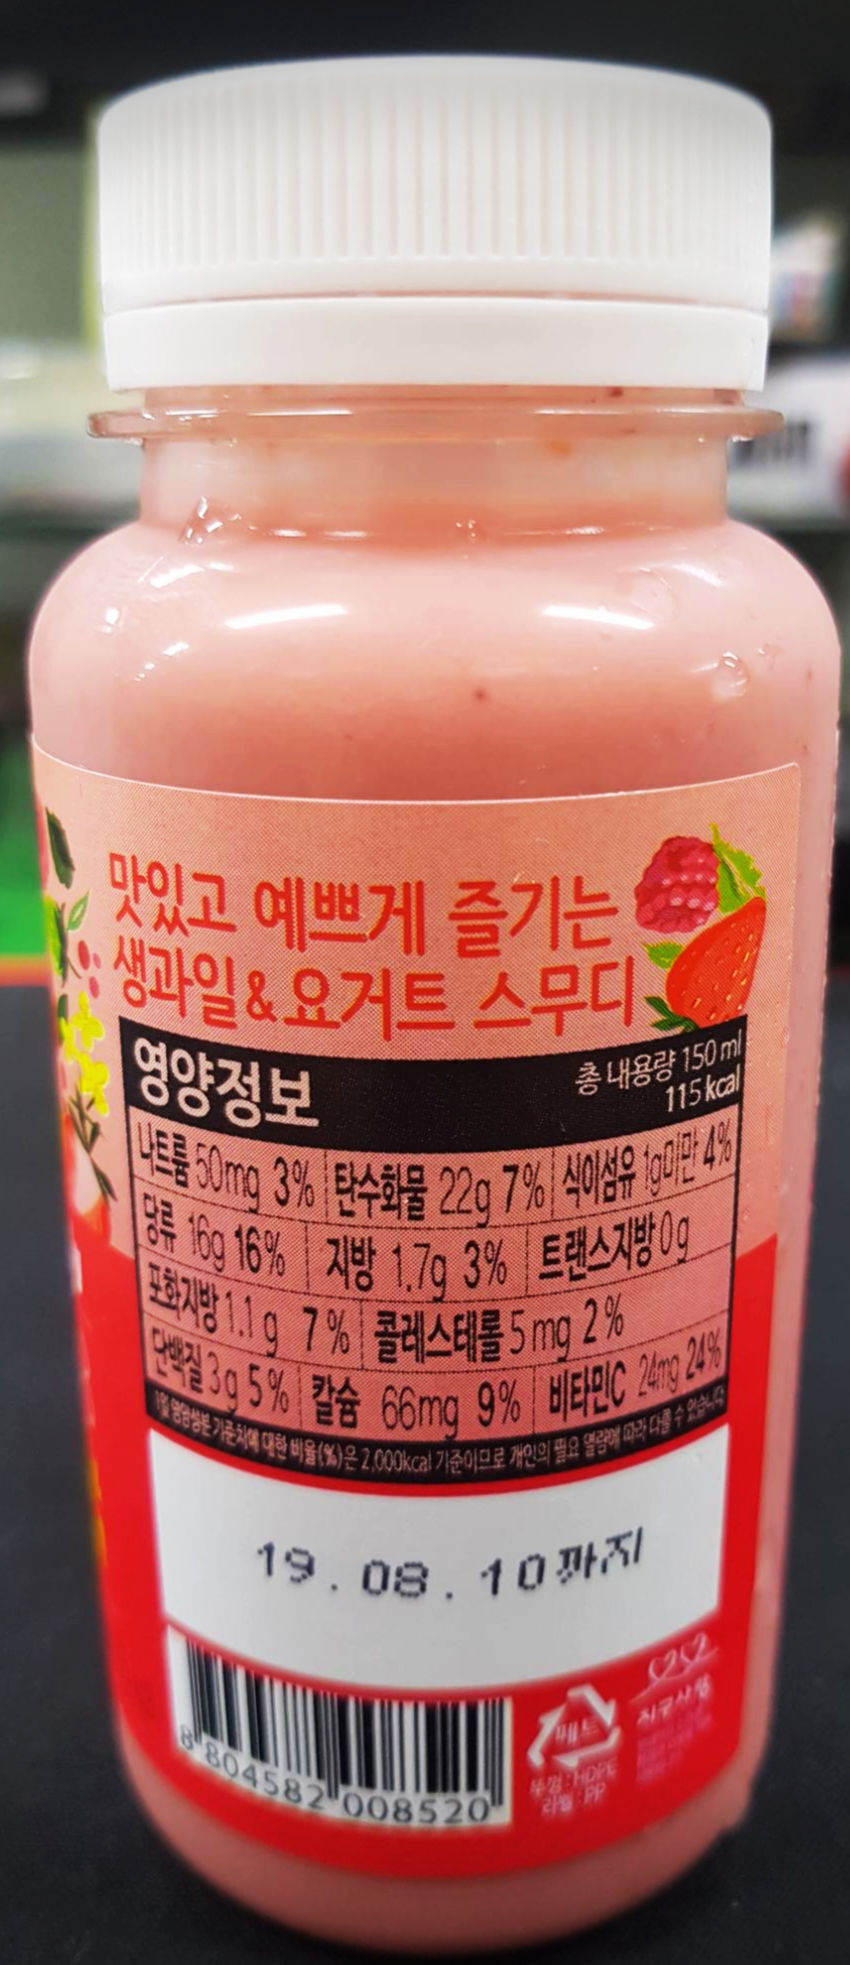 맛있고 예쁘게 즐기는
생과일&요거트 스무디
영양정보
총 내용량 150 ml
115 kcal
나트륨 50mg 3% 탄수화물 22g 7% 식이섬유 1g미만 4%
당류 16g 16% 지방 1.7g 3% 트랜스지방 0g
포화지방 1.1g 7% 콜레스테롤 5mg 2%
단백질 3g 5% 칼슘 66mg 9% 비타민C 24mg 24%
1일 영양성분 기준치에 대한 비율(%)은 2,000kcal 기준이므로 개인의 필요 열량에 따라 다를 수 있습니다.
19.08.10까지
8 804582 008520
페트
뚜껑:HDPE
라벨:PP
지구사랑